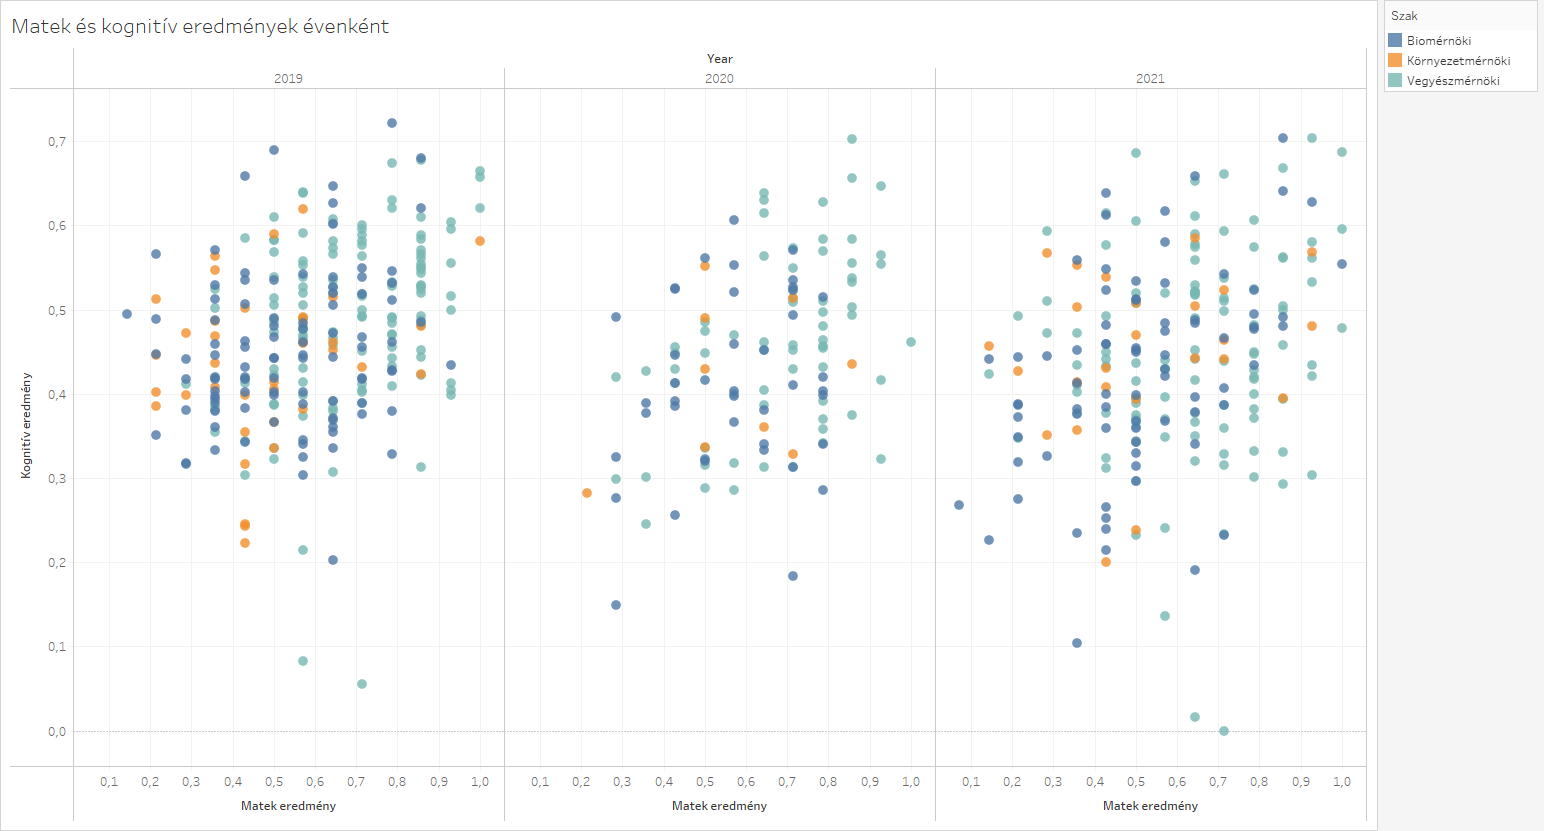 Matek és kognitív eredmények évenként
Year
2019 2020 2021
0,7
0,6
0,5
0,4
0,3
0,2
0,1
0,0
Kognitív eredmény
0,1 0,2 0,3 0,4 0,5 0,6 0,7 0,8 0,9 1,0 0,1 0,2 0,3 0,4 0,5 0,6 0,7 0,8 0,9 1,0 0,1 0,2 0,3 0,4 0,5 0,6 0,7 0,8 0,9 1,0
Matek eredmény Matek eredmény Matek eredmény
Szak
Biomérnöki
Környezetmérnöki
Vegyészmérnöki